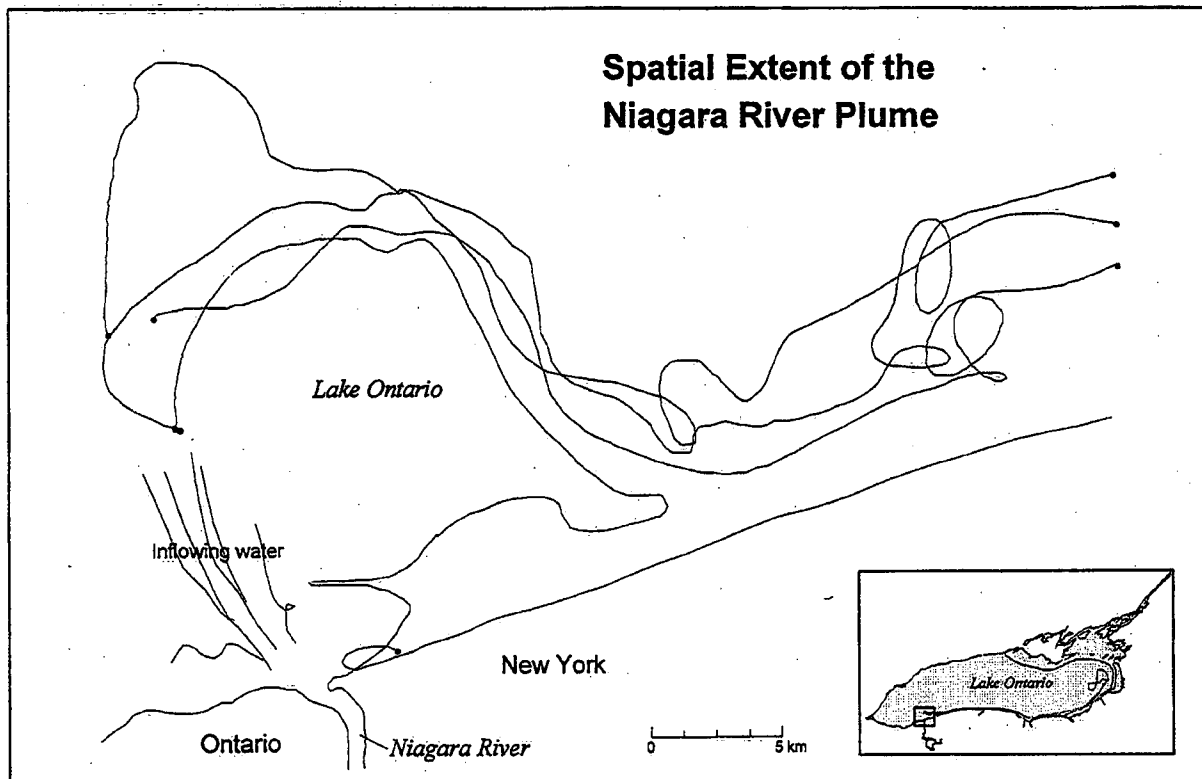 Spatial Extent of the
Niagara River Plume
Lake Ontario
Inflowing water
New York
Lake Ontario
Ontario
Niagara River
0
5 km